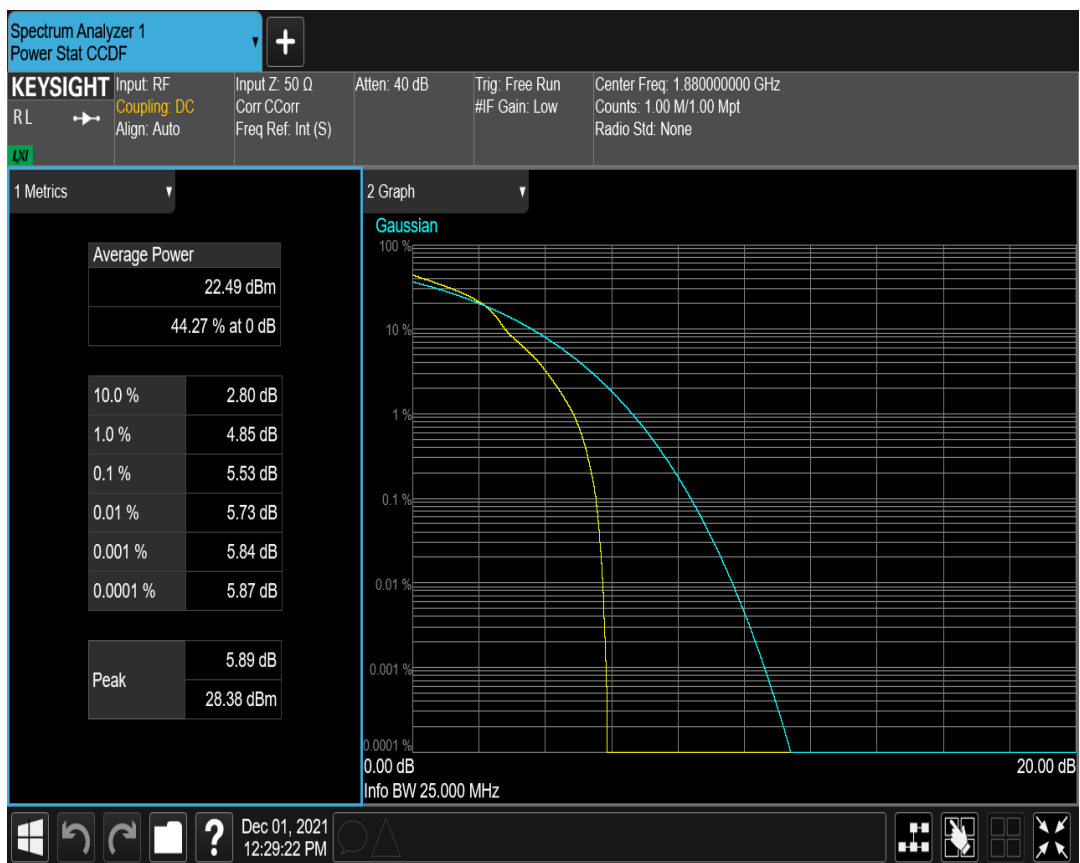 Spectrum Analyzer 1
Power Stat CCDF
+
KEYSIGHT
RL
LXI
Input: RF
Coupling: DC
Align: Auto
Input Z: 50 Ω
Corr CCorr
Freq Ref: Int (S)
Atten: 40 dB
Trig: Free Run
#IF Gain: Low
Center Freq: 1.880000000 GHz
Counts: 1.00 M/1.00 Mpt
Radio Std: None
1 Metrics
Average Power
22.49 dBm
44.27 % at 0 dB
10.0 % 2.80 dB
1.0 % 4.85 dB
0.1 % 5.53 dB
0.01 % 5.73 dB
0.001 % 5.84 dB
0.0001 % 5.87 dB
Peak
5.89 dB
28.38 dBm
2 Graph
Gaussian
100 %
10 %
1 %
0.1 %
0.01 %
0.001 %
0.0001 %
0.00 dB 20.00 dB
Info BW 25.000 MHz
?
Dec 01, 2021
12:29:22 PM